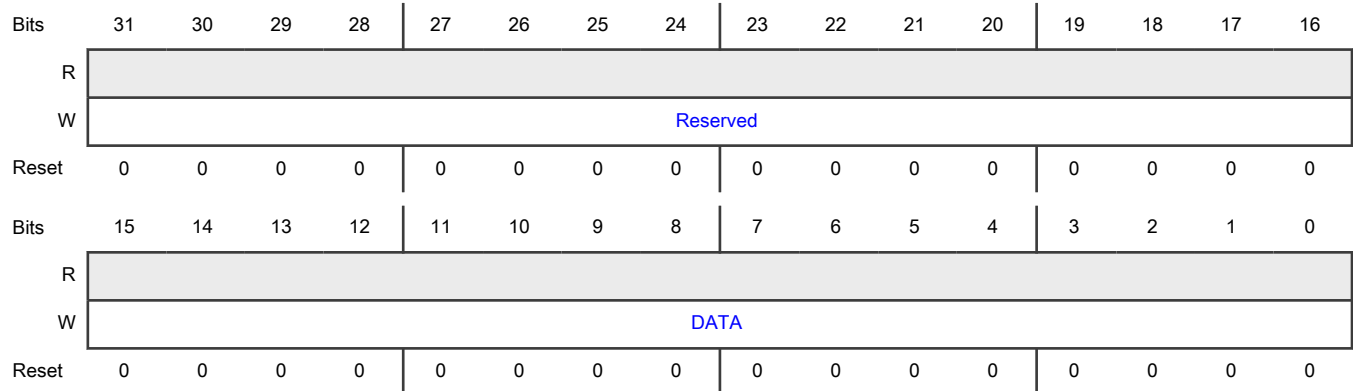 Bits 31 30 29 28 27 26 25 24 23 22 21 20 19 18 17 16
R
W Reserved
Reset 0 0 0 0 0 0 0 0 0 0 0 0 0 0 0 0
Bits 15 14 13 12 11 10 9 8 7 6 5 4 3 2 1 0
R
W DATA
Reset 0 0 0 0 0 0 0 0 0 0 0 0 0 0 0 0